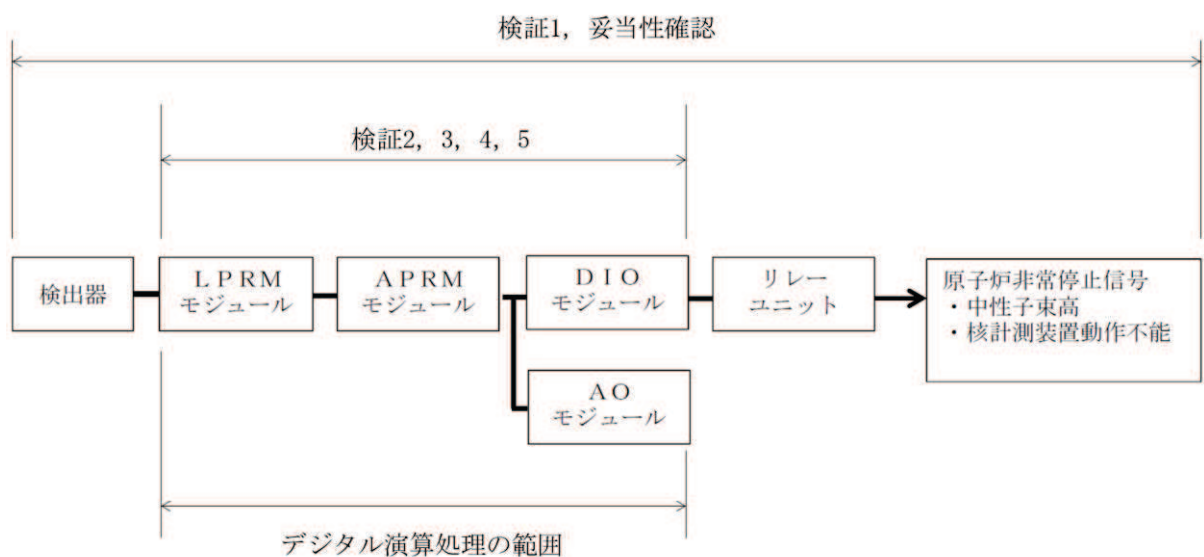 検証1，妥当性確認
検証2，3，4，5
検出器
ＬＰＲＭ
モジュール
ＡＰＲＭ
モジュール
ＤＩＯ
モジュール
リレー
ユニット
原子炉非常停止信号
・中性子束高
・核計測装置動作不能
ＡＯ
モジュール
デジタル演算処理の範囲